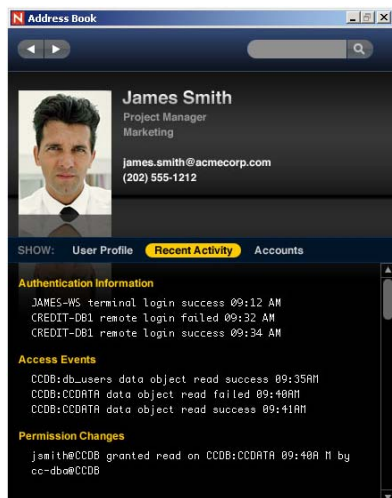 N Address Book
James Smith
Project Manager
Marketing
james.smith@acmecorp.com
(202) 555-1212
SHOW: User Profile Recent Activity Accounts
Authentication Information
JAMES-WS terminal login success 09:12 AM
CREDIT-DB1 remote login failed 09:32 AM
CREDIT-DB1 remote login success 09:34 AM
Access Events
CCDB:db_users data object read success 09:35AM
CCDB:CCDATA data object read failed 09:40AM
CCDB:CCDATA data object read success 09:41AM
Permission Changes
jsmith@CCDB granted read on CCDB:CCDATA 09:40A M by
cc-dba@CCDB